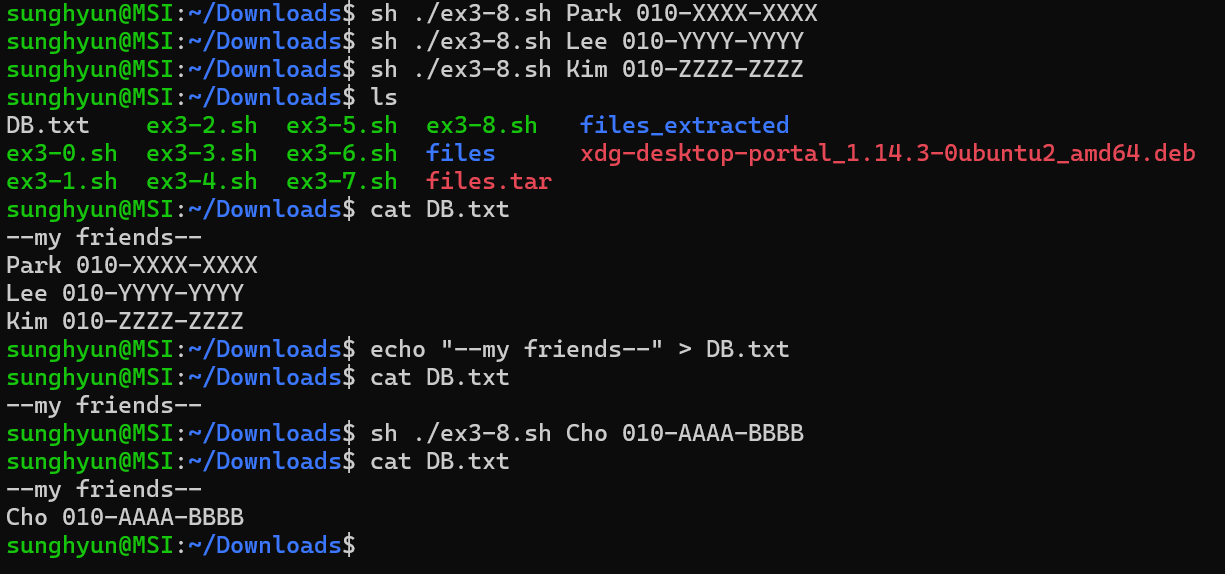 sunghyun@MSI:~/Downloads$ sh ./ex3-8.sh Park 010-XXXX-XXXX
sunghyun@MSI:~/Downloads$ sh ./ex3-8.sh Lee 010-YYYY-YYYY
sunghyun@MSI:~/Downloads$ sh ./ex3-8.sh Kim 010-ZZZZ-ZZZZ
sunghyun@MSI:~/Downloads$ ls
DB.txt    ex3-2.sh  ex3-5.sh  ex3-8.sh   files_extracted
ex3-0.sh  ex3-3.sh  ex3-6.sh  files      xdg-desktop-portal_1.14.3-0ubuntu2_amd64.deb
ex3-1.sh  ex3-4.sh  ex3-7.sh  files.tar
sunghyun@MSI:~/Downloads$ cat DB.txt
--my friends--
Park 010-XXXX-XXXX
Lee 010-YYYY-YYYY
Kim 010-ZZZZ-ZZZZ
sunghyun@MSI:~/Downloads$ echo "--my friends--" > DB.txt
sunghyun@MSI:~/Downloads$ cat DB.txt
--my friends--
sunghyun@MSI:~/Downloads$ sh ./ex3-8.sh Cho 010-AAAA-BBBB
sunghyun@MSI:~/Downloads$ cat DB.txt
--my friends--
Cho 010-AAAA-BBBB
sunghyun@MSI:~/Downloads$